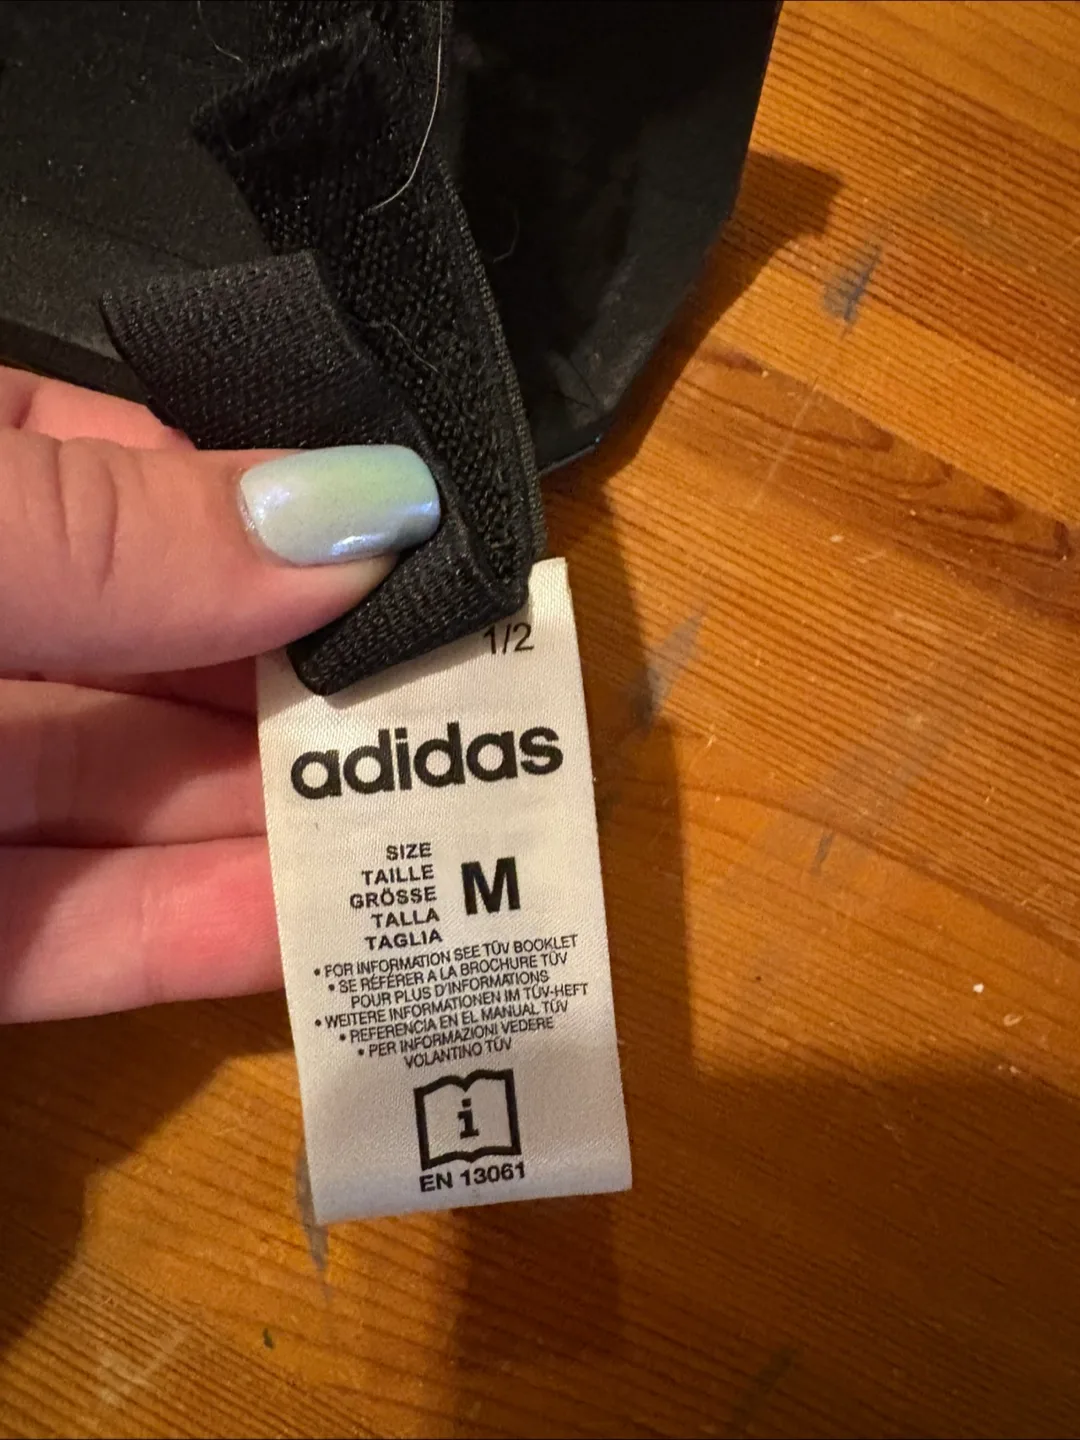 1/2
adidas
SIZE
TAILLE
GRÖSSE
TALLA
TAGLIA
M
• FOR INFORMATION SEE TÜV BOOKLET
• SE RÉFÉRER A LA BROCHURE TÜV
POUR PLUS D'INFORMATIONS
• WEITERE INFORMATIONEN IM TÜV-HEFT
• REFERENCIA EN EL MANUAL TÜV
• PER INFORMAZIONI VEDERE
VOLANTINO TÜV
i
EN 13061